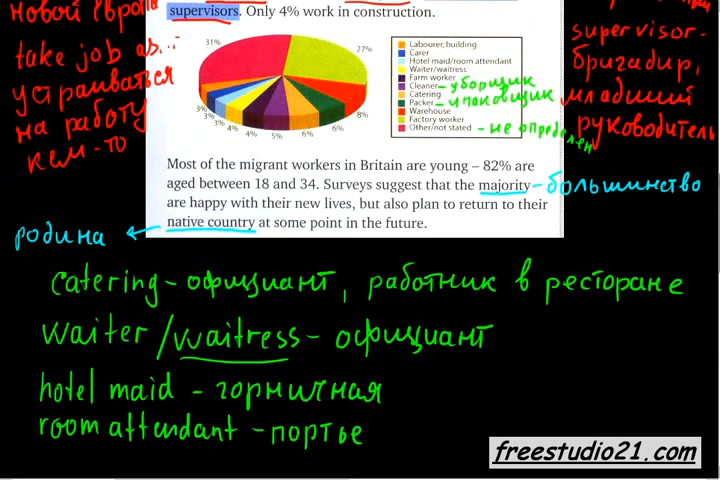 новой Европы
take job as...
устраиваться
на работу
кем-то
supervisors. Only 4% work in construction.
31%
27%
8%
6%
6%
5%
4%
4%
3%
3%
3%
Labourer, building
Carer
Hotel maid/room attendant
Waiter/waitress
Farm worker
Cleaner - уборщик
Catering
Packer - упаковщик
Warehouse
Factory worker
Other/not stated - не определен
supervisor-
бригадир,
младший
руководитель
Most of the migrant workers in Britain are young – 82% are
aged between 18 and 34. Surveys suggest that the majority - большинство
are happy with their new lives, but also plan to return to their
native country at some point in the future.
родина
catering - официант, работник в ресторане
waiter/waitress - официант
hotel maid - горничная
room attendant - портье
freestudio21.com